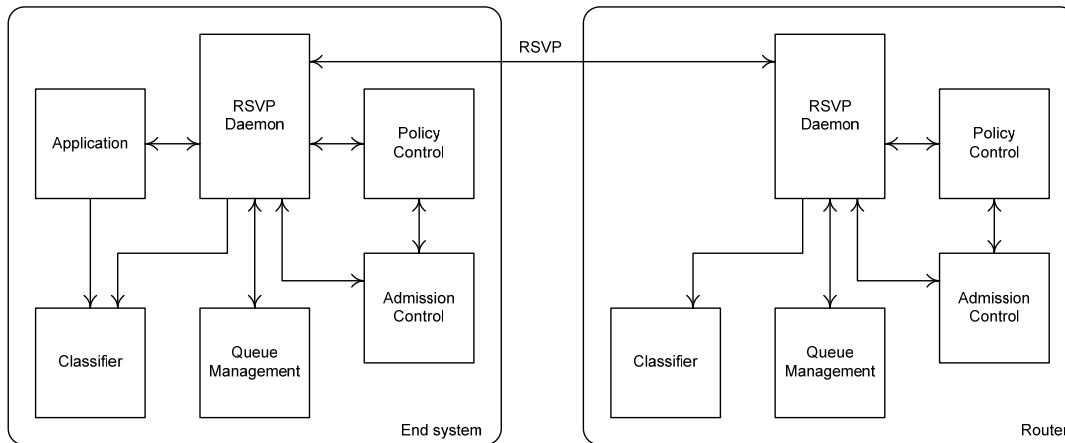 RSVP
RSVP
Daemon
Application
Policy
Control
Classifier
Queue
Management
Admission
Control
End system
RSVP
Daemon
Policy
Control
Classifier
Queue
Management
Admission
Control
Router